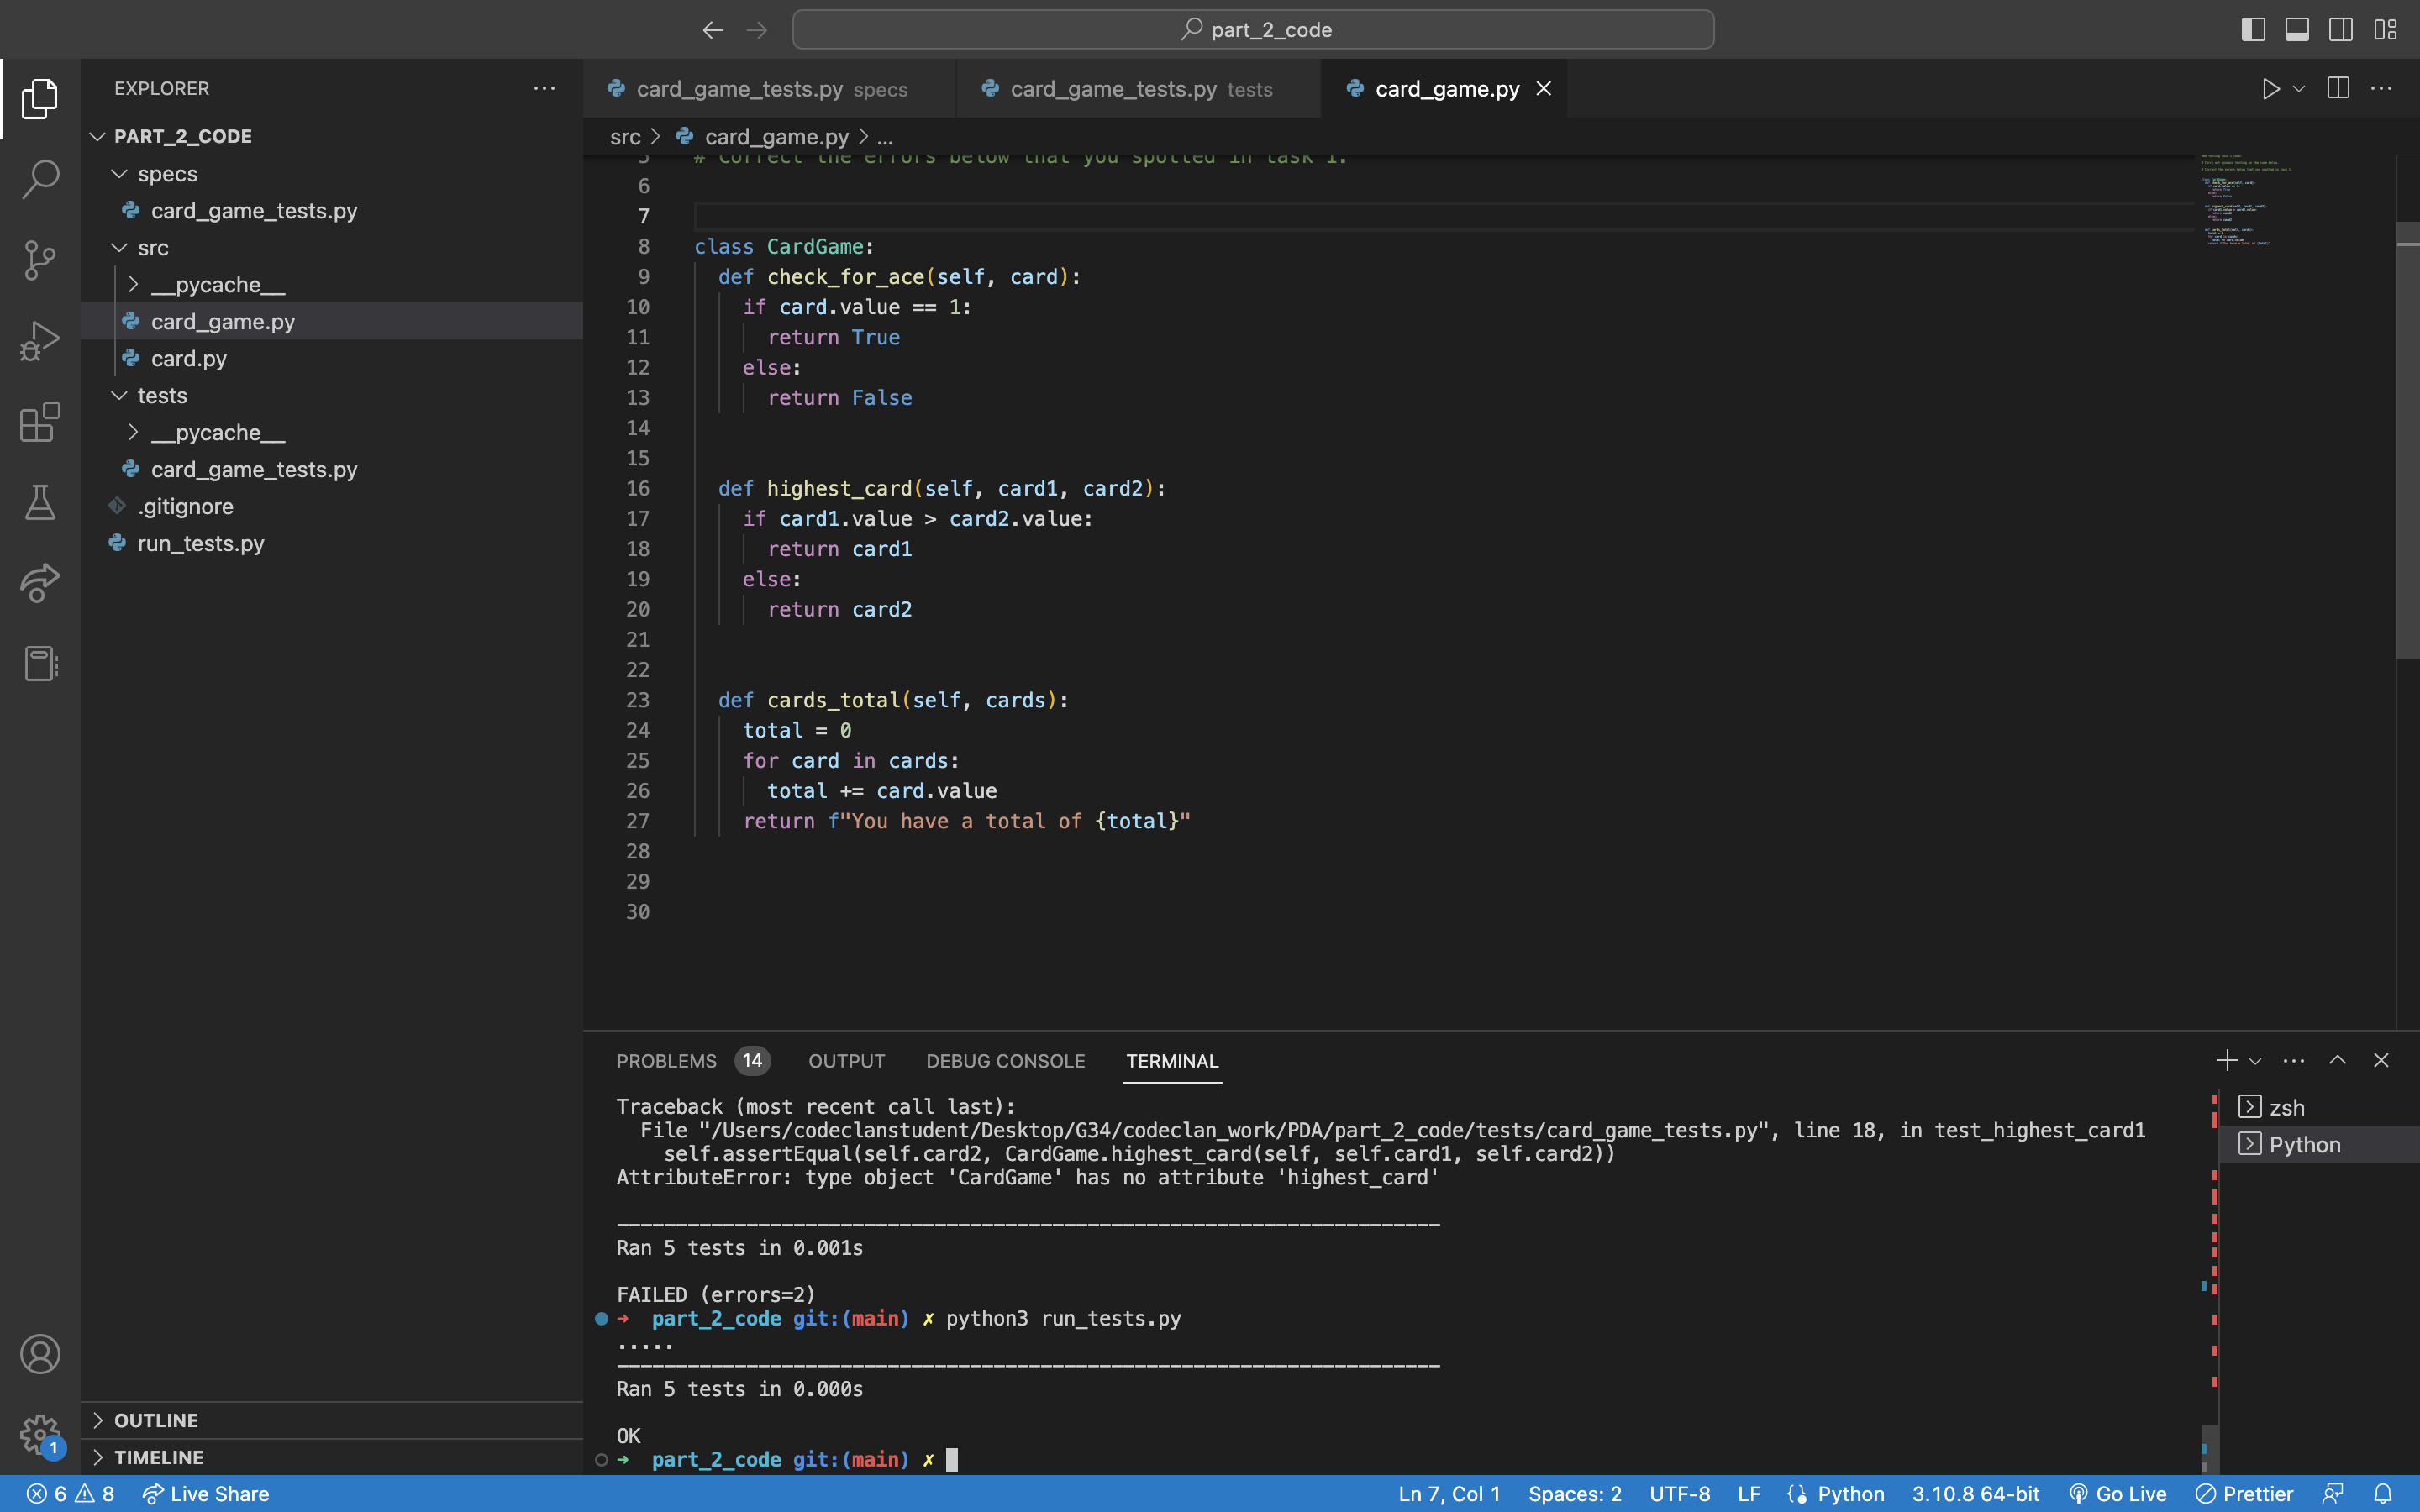 part_2_code
EXPLORER
PART_2_CODE
specs
card_game_tests.py
src
__pycache__
card_game.py
card.py
tests
__pycache__
card_game_tests.py
.gitignore
run_tests.py
OUTLINE
TIMELINE
1
card_game_tests.py specs
card_game_tests.py tests
card_game.py
src > card_game.py > ...
5 # Correct the errors below that you spotted in task 1.
6
7
8 class CardGame:
9 def check_for_ace(self, card):
10 if card.value == 1:
11 return True
12 else:
13 return False
14
15
16 def highest_card(self, card1, card2):
17 if card1.value > card2.value:
18 return card1
19 else:
20 return card2
21
22
23 def cards_total(self, cards):
24 total = 0
25 for card in cards:
26 total += card.value
27 return f"You have a total of {total}"
28
29
30
PROBLEMS 14 OUTPUT DEBUG CONSOLE TERMINAL
Traceback (most recent call last):
File "/Users/codeclanstudent/Desktop/G34/codeclan_work/PDA/part_2_code/tests/card_game_tests.py", line 18, in test_highest_card1
self.assertEqual(self.card2, CardGame.highest_card(self, self.card1, self.card2))
AttributeError: type object 'CardGame' has no attribute 'highest_card'
----------------------------------------------------------------------
Ran 5 tests in 0.001s
FAILED (errors=2)
➜ part_2_code git:(main) ✗ python3 run_tests.py
.....
----------------------------------------------------------------------
Ran 5 tests in 0.000s
OK
➜ part_2_code git:(main) ✗
zsh
Python
6 8 Live Share
Ln 7, Col 1 Spaces: 2 UTF-8 LF Python 3.10.8 64-bit Go Live Prettier